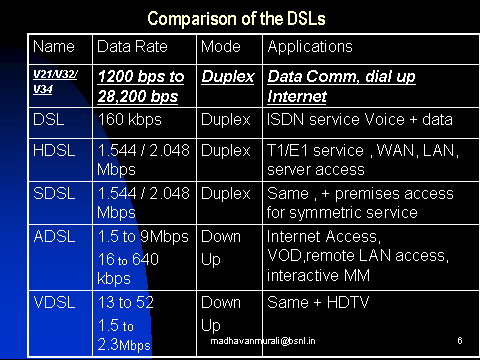 Comparison of the DSLs
Name Data Rate Mode Applications
V21/V32/ 1200 bps to Duplex Data Comm, dial up
V34 28,200 bps Internet
DSL 160 kbps Duplex ISDN service Voice + data
HDSL 1.544 / 2.048 Duplex T1/E1 service , WAN, LAN,
Mbps server access
SDSL 1.544 / 2.048 Duplex Same , + premises access
Mbps for symmetric service
ADSL 1.5 to 9Mbps Down Internet Access,
16 to 640 Up VOD,remote LAN access,
kbps interactive MM
VDSL 13 to 52 Down Same + HDTV
1.5 to Up
2.3Mbps madhavanmurali@bsnl.in 6